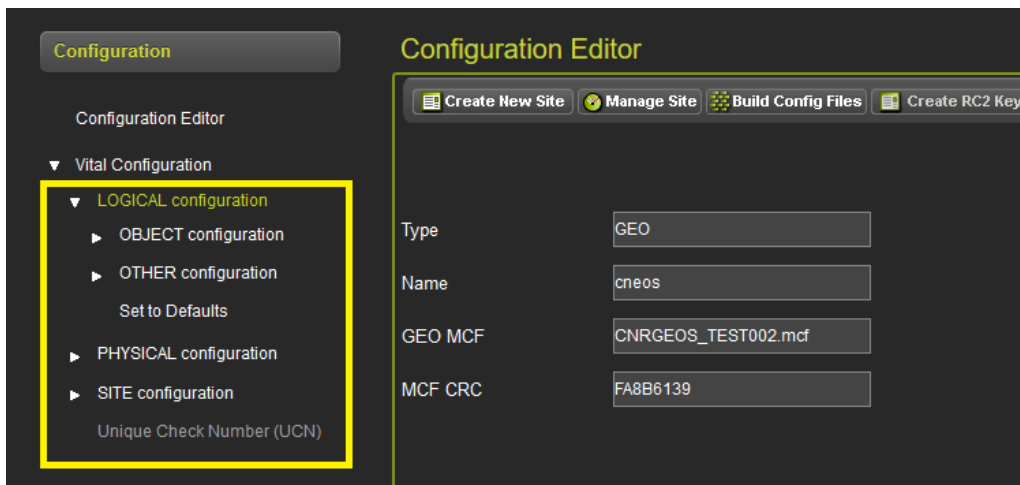 Configuration
Configuration Editor
Vital Configuration
LOGICAL configuration
OBJECT configuration
OTHER configuration
Set to Defaults
PHYSICAL configuration
SITE configuration
Unique Check Number (UCN)
Configuration Editor
Create New Site Manage Site Build Config Files Create RC2 Key
Type GEO
Name cneos
GEO MCF CNRGEOS_TEST002.mcf
MCF CRC FA8B6139